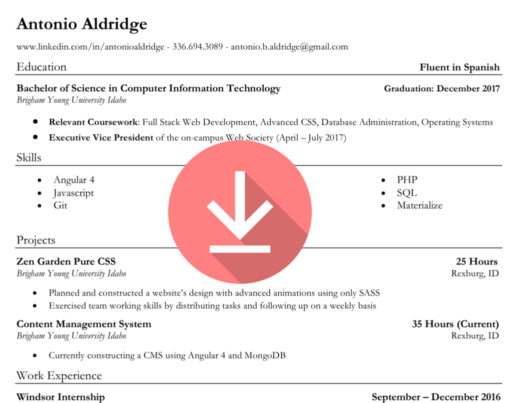 Antonio Aldridge
www.linkedin.com/in/antonioaldridge - 336.694.3089 - antonio.b.aldridge@gmail.com
Education Fluent in Spanish
Bachelor of Science in Computer Information Technology Graduation: December 2017
Brigham Young University Idaho
• Relevant Coursework: Full Stack Web Development, Advanced CSS, Database Administration, Operating Systems
• Executive Vice President of the on-campus Web Society (April – July 2017)
Skills
• Angular 4 • PHP
• Javascript • SQL
• Git • Materialize
Projects
Zen Garden Pure CSS 25 Hours
Brigham Young University Idaho Rexburg, ID
• Planned and constructed a website's design with advanced animations using only SASS
• Exercised team working skills by distributing tasks and following up on a weekly basis
Content Management System 35 Hours (Current)
Brigham Young University Idaho Rexburg, ID
• Currently constructing a CMS using Angular 4 and MongoDB
Work Experience
Windsor Internship September – December 2016